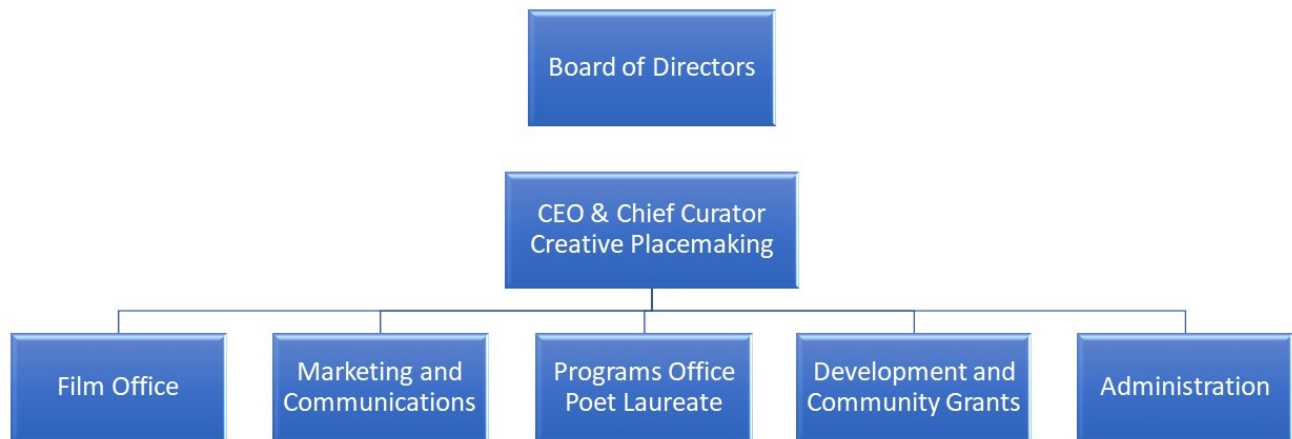 Board of Directors
CEO & Chief Curator
Creative Placemaking
Film Office
Marketing and
Communications
Programs Office
Poet Laureate
Development and
Community Grants
Administration